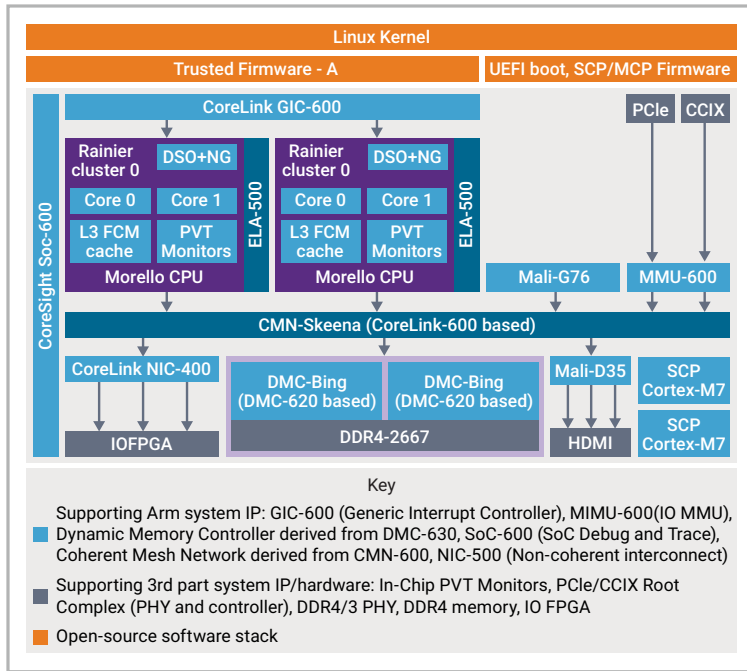 Linux Kernel
Trusted Firmware - A
UEFI boot, SCP/MCP Firmware
CoreSight Soc-600
CoreLink GIC-600
PCIe
CCIX
Rainier
cluster 0
DSO+NG
Core 0
Core 1
L3 FCM
cache
PVT
Monitors
Morello CPU
ELA-500
Rainier
cluster 0
DSO+NG
Core 0
Core 1
L3 FCM
cache
PVT
Monitors
Morello CPU
ELA-500
Mali-G76
MMU-600
CMN-Skeena (CoreLink-600 based)
CoreLink NIC-400
IOFPGA
DMC-Bing
(DMC-620 based)
DMC-Bing
(DMC-620 based)
DDR4-2667
Mali-D35
HDMI
SCP
Cortex-M7
SCP
Cortex-M7
Key
Supporting Arm system IP: GIC-600 (Generic Interrupt Controller), MIMU-600(IO MMU),
Dynamic Memory Controller derived from DMC-630, SoC-600 (SoC Debug and Trace),
Coherent Mesh Network derived from CMN-600, NIC-500 (Non-coherent interconnect)
Supporting 3rd part system IP/hardware: In-Chip PVT Monitors, PCle/CCIX Root
Complex (PHY and controller), DDR4/3 PHY, DDR4 memory, IO FPGA
Open-source software stack